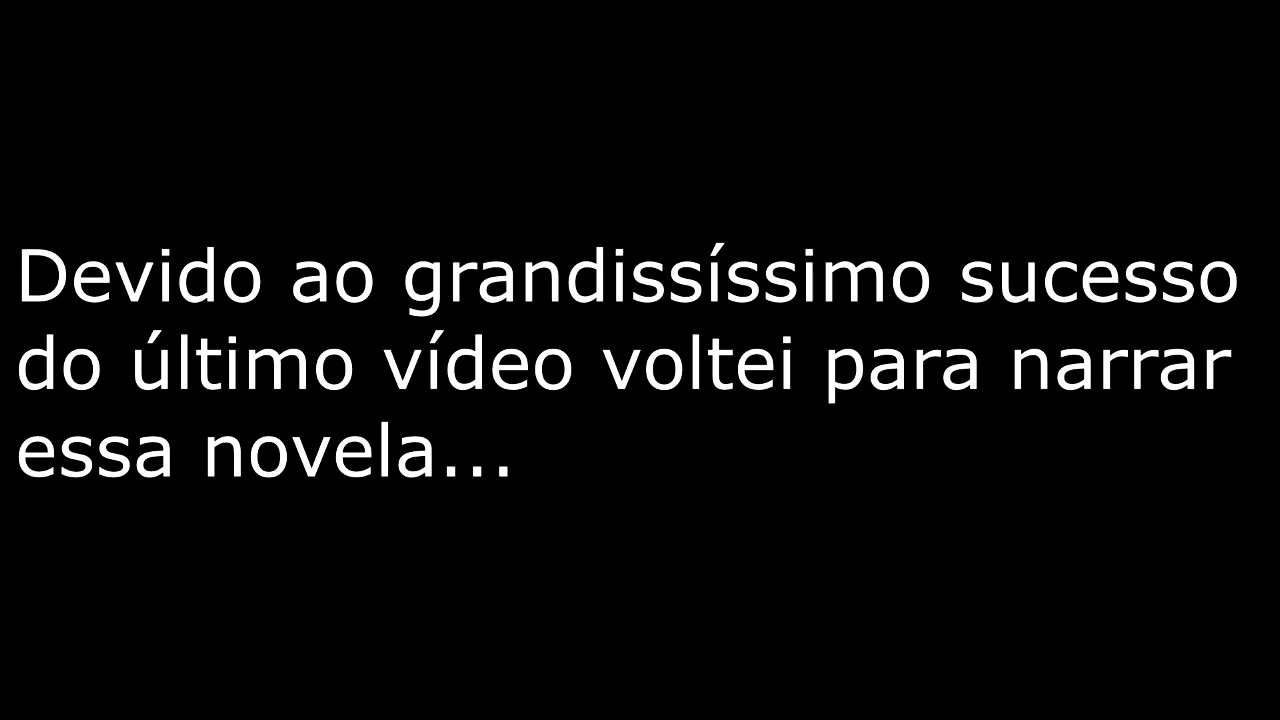 Devido ao grandissíssimo sucesso
do último vídeo voltei para narrar
essa novela...